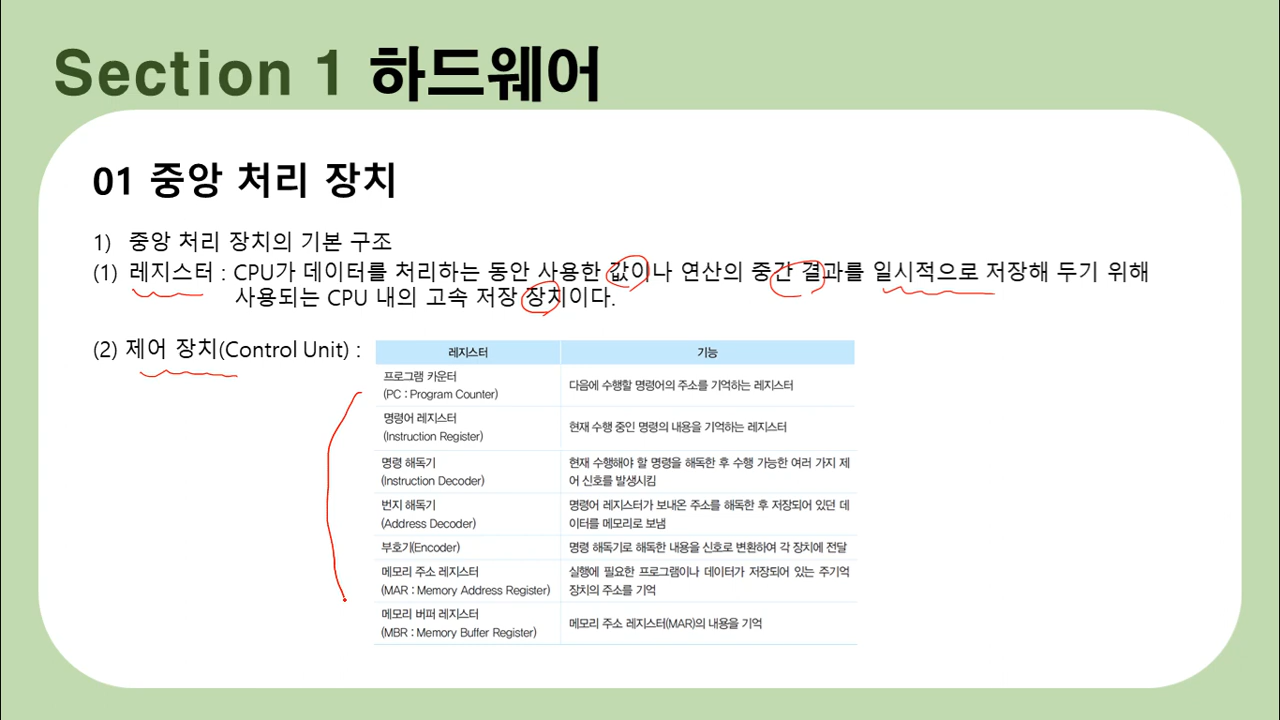 Section 1 하드웨어
01 중앙 처리 장치
1) 중앙 처리 장치의 기본 구조
(1) 레지스터 : CPU가 데이터를 처리하는 동안 사용한 값이나 연산의 중간 결과를 일시적으로 저장해 두기 위해
사용되는 CPU 내의 고속 저장 장치이다.
(2) 제어 장치(Control Unit) :
레지스터 기능
프로그램 카운터
(PC : Program Counter)
다음에 수행할 명령어의 주소를 기억하는 레지스터
명령어 레지스터
(Instruction Register)
현재 수행 중인 명령의 내용을 기억하는 레지스터
명령 해독기
(Instruction Decoder)
현재 수행해야 할 명령을 해독한 후 수행 가능한 여러 가지 제
어 신호를 발생시킴
번지 해독기
(Address Decoder)
명령어 레지스터가 보내온 주소를 해독한 후 저장되어 있던 데
이터를 메모리로 보냄
부호기(Encoder)
명령 해독기로 해독한 내용을 신호로 변환하여 각 장치에 전달
메모리 주소 레지스터
(MAR : Memory Address Register)
실행에 필요한 프로그램이나 데이터가 저장되어 있는 주기억
장치의 주소를 기억
메모리 버퍼 레지스터
(MBR : Memory Buffer Register)
메모리 주소 레지스터(MAR)의 내용을 기억